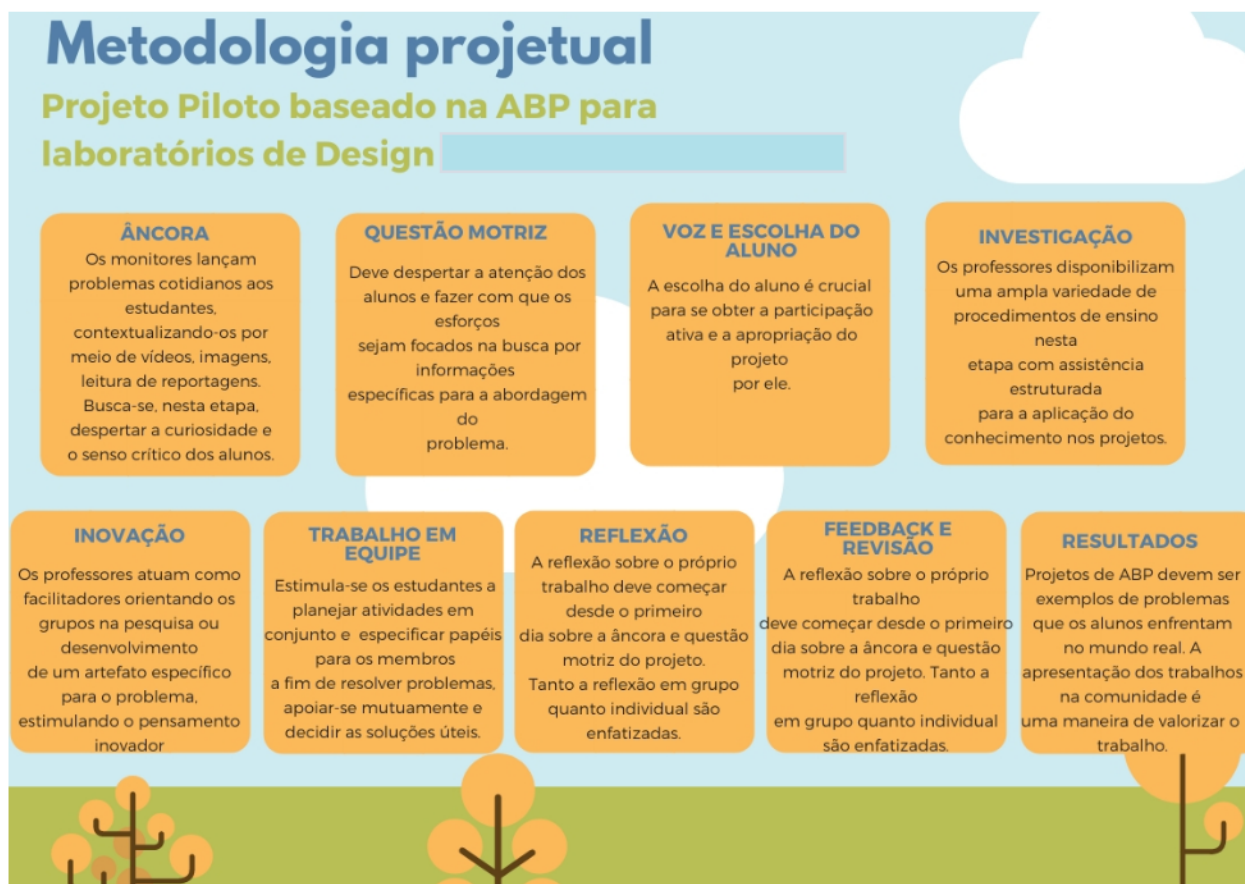 Metodologia projetual
Projeto Piloto baseado na ABP para
laboratórios de Design
ÂNCORA
Os monitores lançam
problemas cotidianos aos
estudantes,
contextualizando-os por
meio de vídeos, imagens,
leitura de reportagens.
Busca-se, nesta etapa,
despertar a curiosidade e
o senso crítico dos alunos.
QUESTÃO MOTRIZ
Deve despertar a atenção dos
alunos e fazer com que os
esforços
sejam focados na busca por
informações
específicas para a abordagem
do
problema.
VOZ E ESCOLHA DO
ALUNO
A escolha do aluno é crucial
para se obter a participação
ativa e a apropriação do
projeto
por ele.
INVESTIGAÇÃO
Os professores disponibilizam
uma ampla variedade de
procedimentos de ensino
nesta
etapa com assistência
estruturada
para a aplicação do
conhecimento nos projetos.
INOVAÇÃO
Os professores atuam como
facilitadores orientando os
grupos na pesquisa ou
desenvolvimento
de um artefato específico
para o problema,
estimulando o pensamento
inovador
TRABALHO EM
EQUIPE
Estimula-se os estudantes a
planejar atividades em
conjunto e especificar papéis
para os membros
a fim de resolver problemas,
apoiar-se mutuamente e
decidir as soluções úteis.
REFLEXÃO
A reflexão sobre o próprio
trabalho deve começar
desde o primeiro
dia sobre a âncora e questão
motriz do projeto.
Tanto a reflexão em grupo
quanto individual são
enfatizadas.
FEEDBACK E
REVISÃO
A reflexão sobre o próprio
trabalho
deve começar desde o primeiro
dia sobre a âncora e questão
motriz do projeto. Tanto a
reflexão
em grupo quanto individual
são enfatizadas.
RESULTADOS
Projetos de ABP devem ser
exemplos de problemas
que os alunos enfrentam
no mundo real. A
apresentação dos trabalhos
na comunidade é
uma maneira de valorizar o
trabalho.